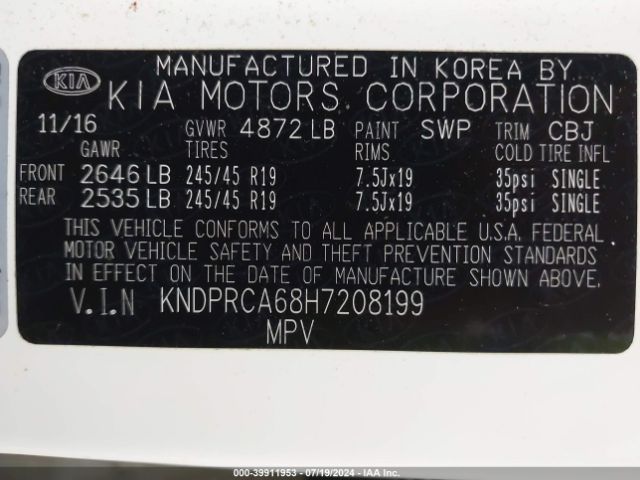 MANUFACTURED IN KOREA BY
KIA KIA MOTORS CORPORATION
11/16 GVWR 4872 LB PAINT SWP TRIM CBJ
GAWR TIRES RIMS COLD TIRE INFL
FRONT 2646 LB 245/45 R19 7.5Jx19 35psi SINGLE
REAR 2535 LB 245/45 R19 7.5Jx19 35psi SINGLE
THIS VEHICLE CONFORMS TO ALL APPLICABLE U.S.A. FEDERAL
MOTOR VEHICLE SAFETY AND THEFT PREVENTION STANDARDS
IN EFFECT ON THE DATE OF MANUFACTURE SHOWN ABOVE.
V.I.N KNDPRCA68H7208199
MPV
000-39911953 - 07/19/2024 - IAAI.COM